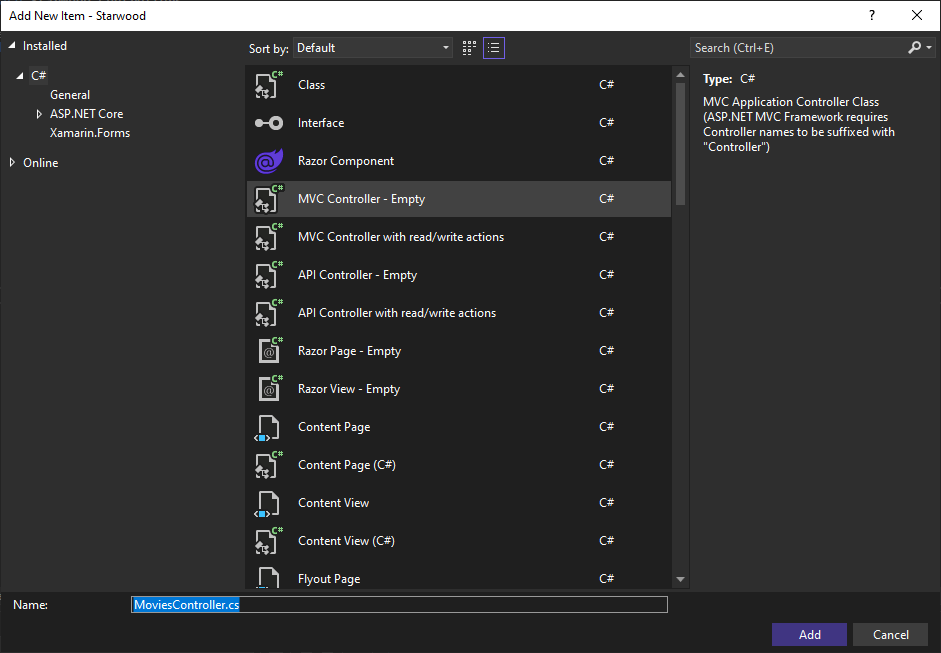 Add New Item - Starwood
?
Installed
C#
General
ASP.NET Core
Xamarin.Forms
Online
Sort by: Default
Class C#
Interface C#
Razor Component C#
MVC Controller - Empty C#
MVC Controller with read/write actions C#
API Controller - Empty C#
API Controller with read/write actions C#
Razor Page - Empty C#
Razor View - Empty C#
Content Page C#
Content Page (C#) C#
Content View C#
Content View (C#) C#
Flyout Page C#
Search (Ctrl+E)
Type: C#
MVC Application Controller Class
(ASP.NET MVC Framework requires
Controller names to be suffixed with
"Controller")
Name: MoviesController.cs
Add Cancel